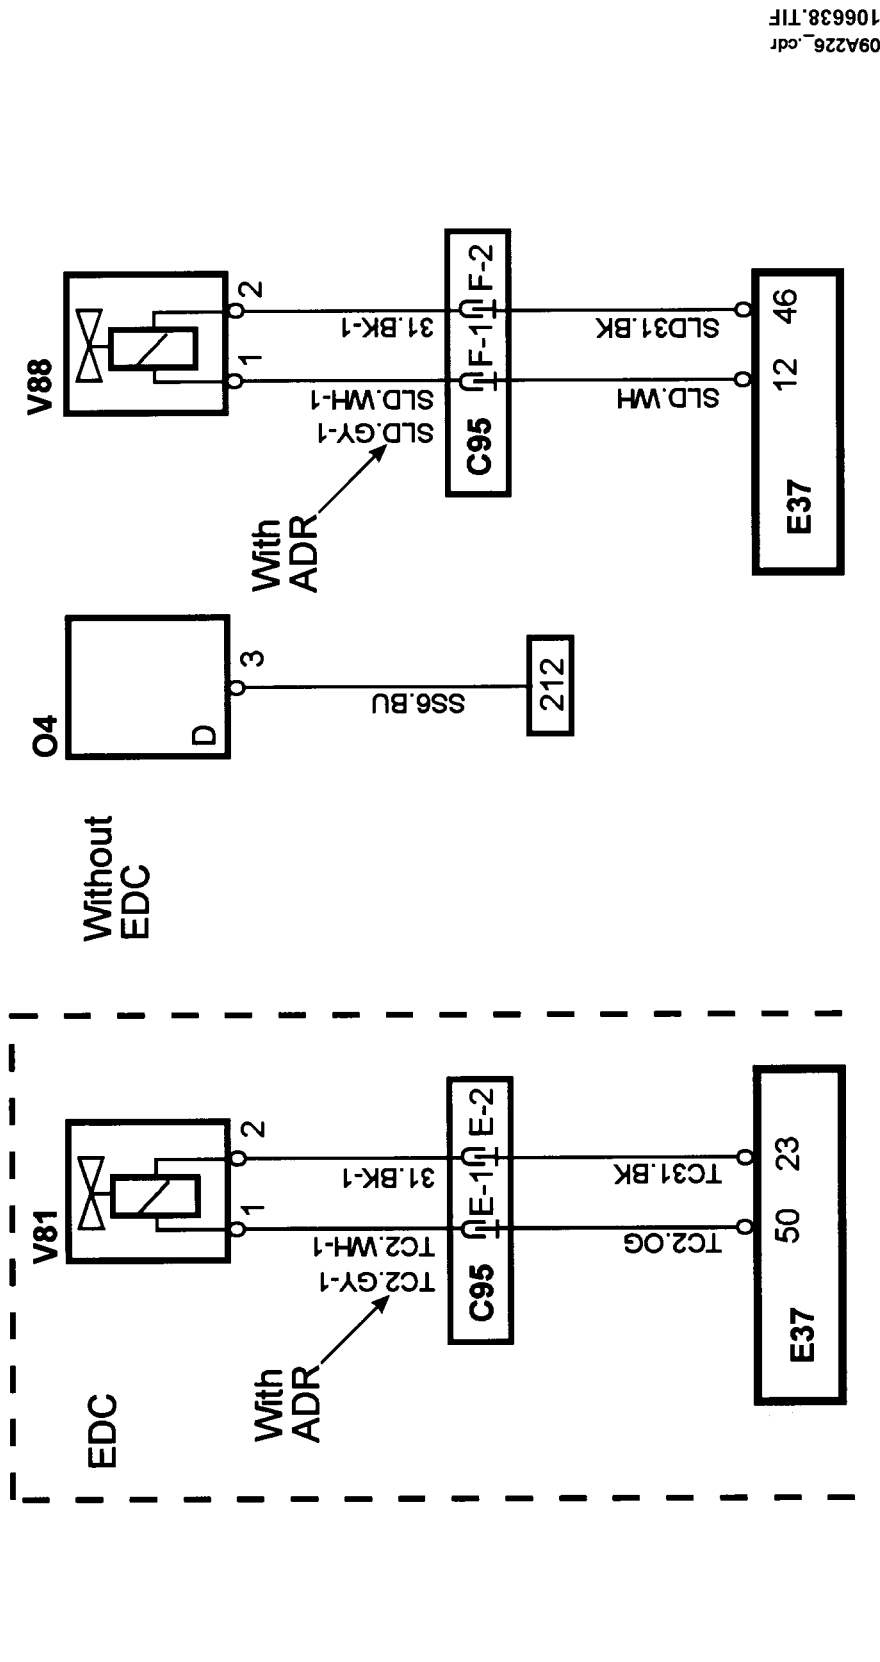 EDC
V81
1
2
With
ADR
TC2.GY-1
TC2.WH-1
31.BK-1
C95
E-1
E-2
TC2.OG
TC31.BK
50
23
E37
Without
EDC
O4
D
3
SS6.BU
212
V88
1
2
With
ADR
SLD.GY-1
SLD.WH-1
31.BK-1
C95
F-1
F-2
SLD.WH
SLD31.BK
12
46
E37
09A226_.cdr
106638.TIF